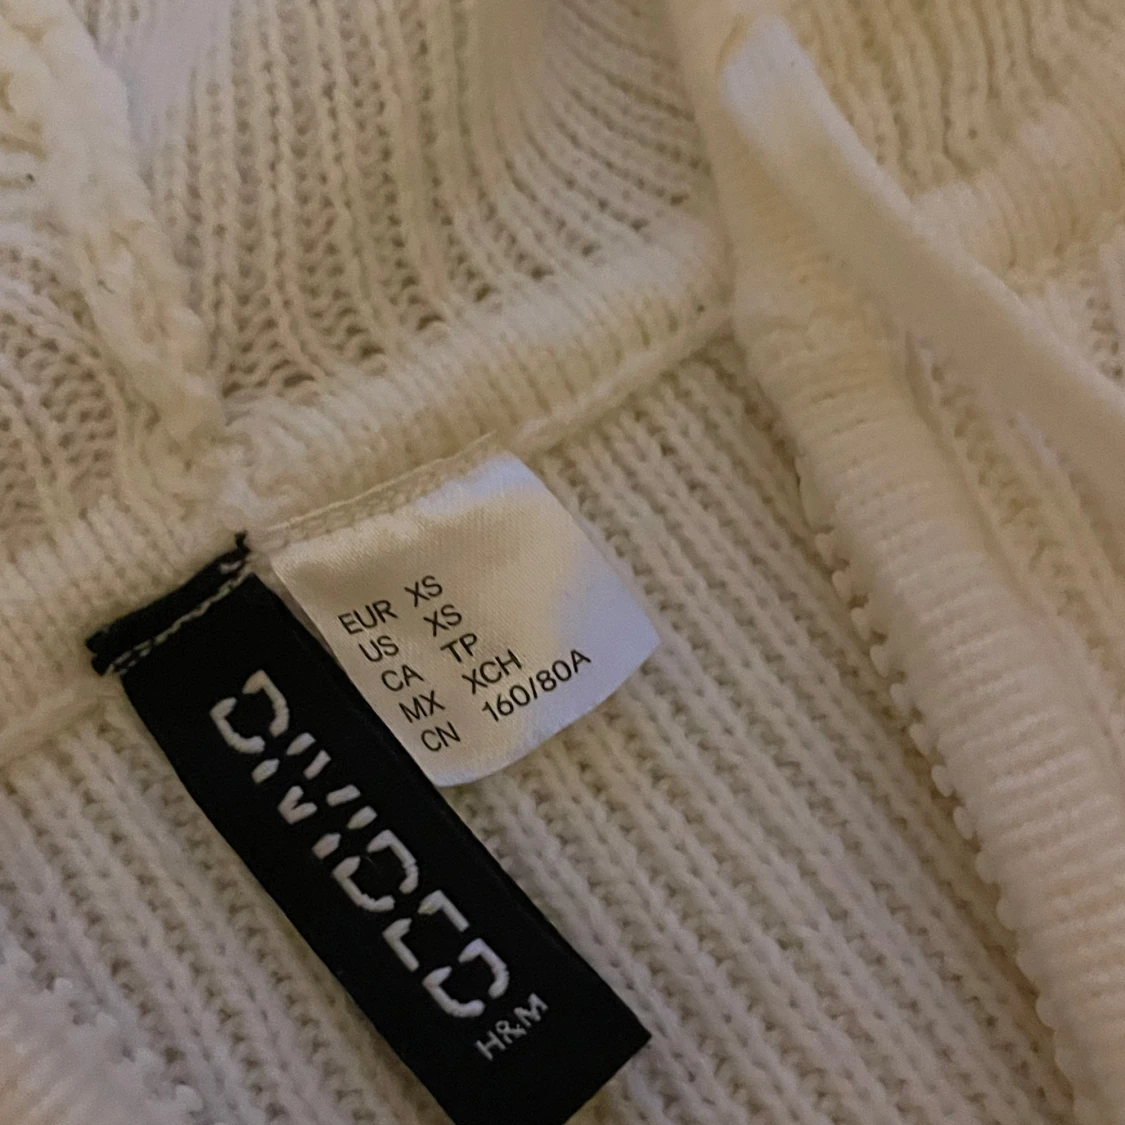 EUR XS
US XS
CA TP
MX XCH
CN 160/80A
DIVIDED
H&M